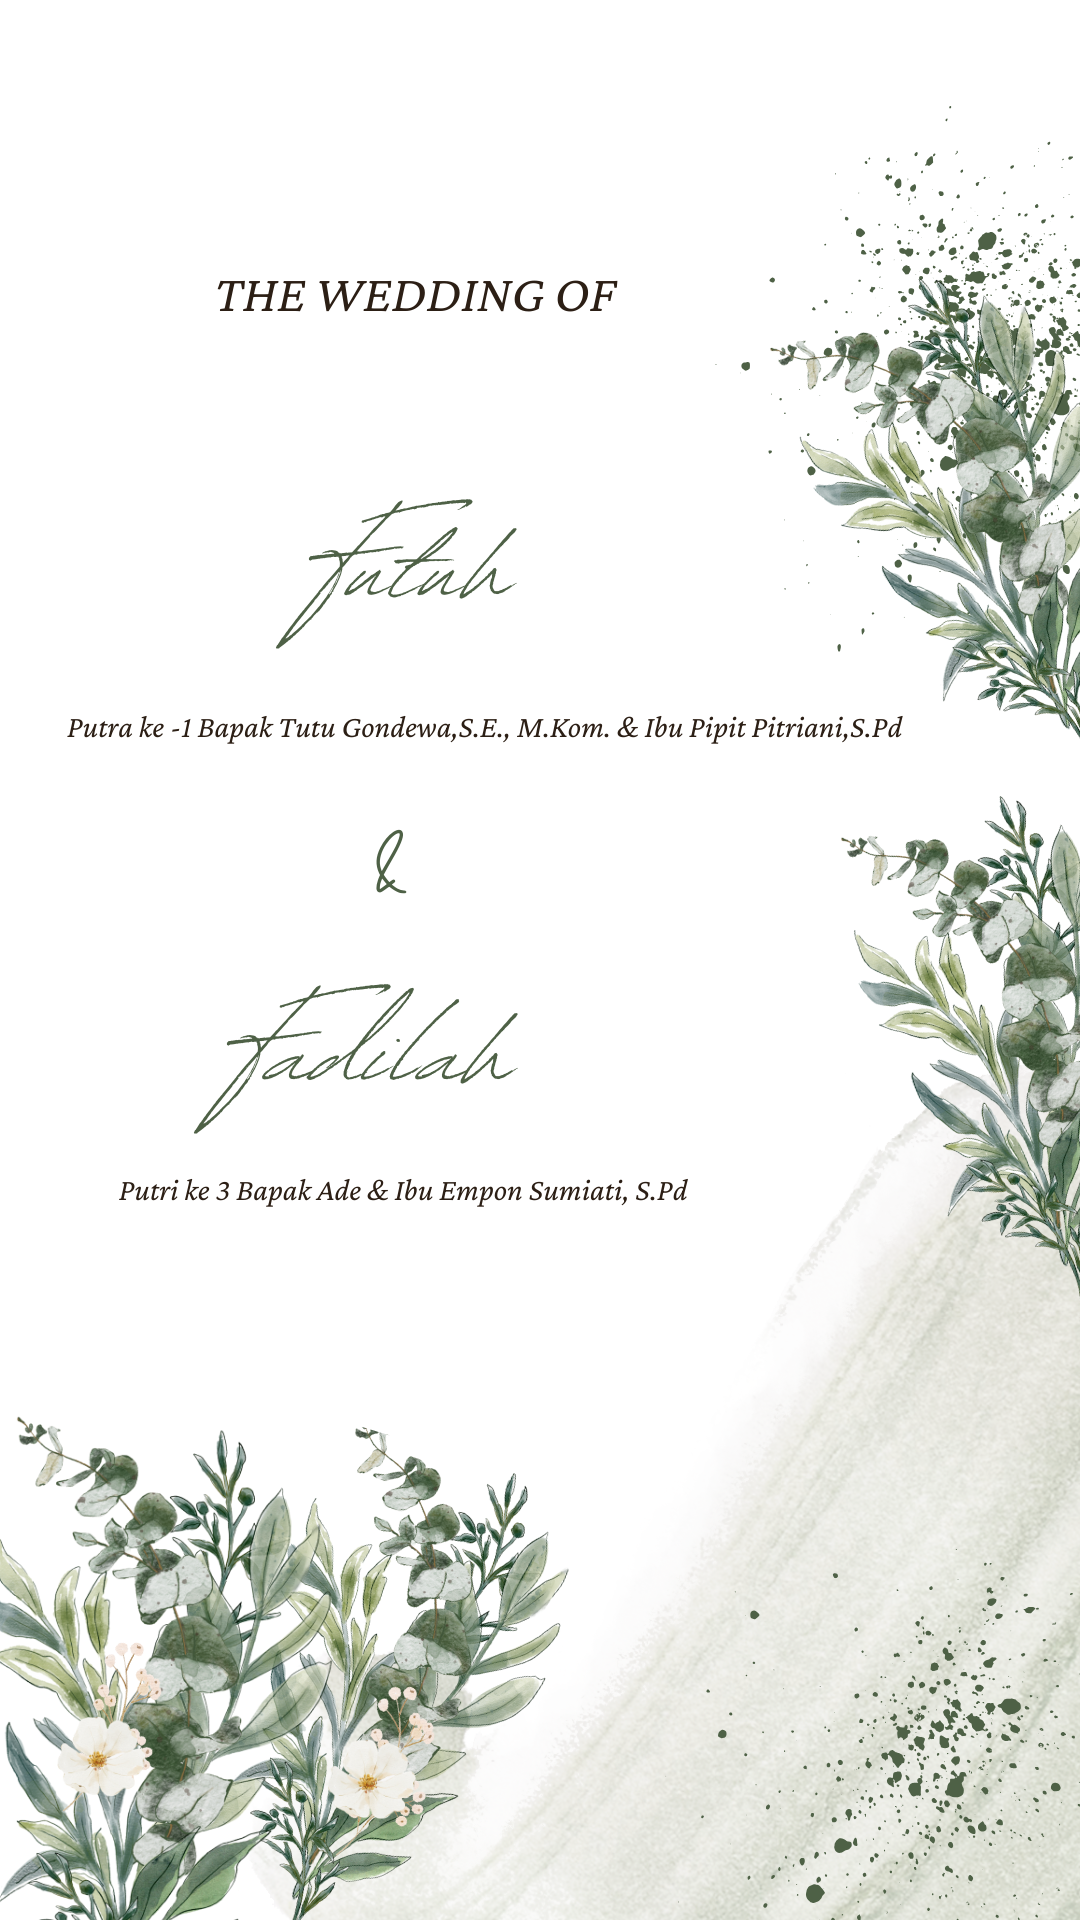 THE WEDDING OF
Futuh
Putra ke -1 Bapak Tutu Gondewa,S.E., M.Kom. & Ibu Pipit Pitriani,S.Pd
&
Fadilah
Putri ke 3 Bapak Ade & Ibu Empon Sumiati, S.Pd